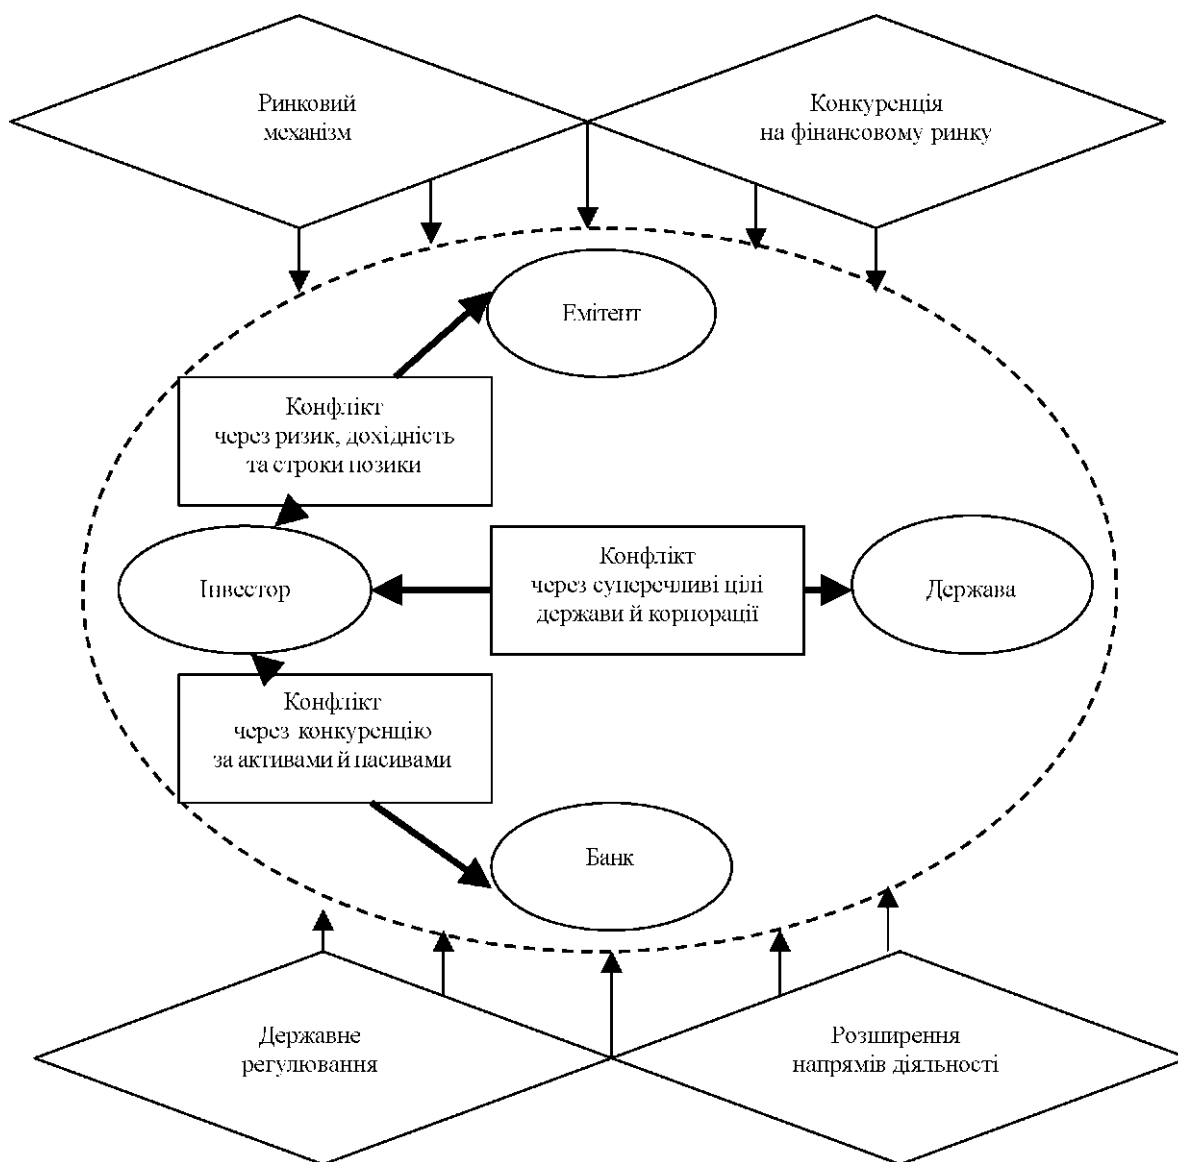 Ринковий
механізм
Конкуренція
на фінансовому ринку
Емітент
Конфлікт
через ризик, дохідність
та строки позики
Інвестор
Конфлікт
через суперечливі цілі
держави й корпорації
Держава
Конфлікт
через конкуренцію
за активами й пасивами
Банк
Державне
регулювання
Розширення
напрямів діяльності